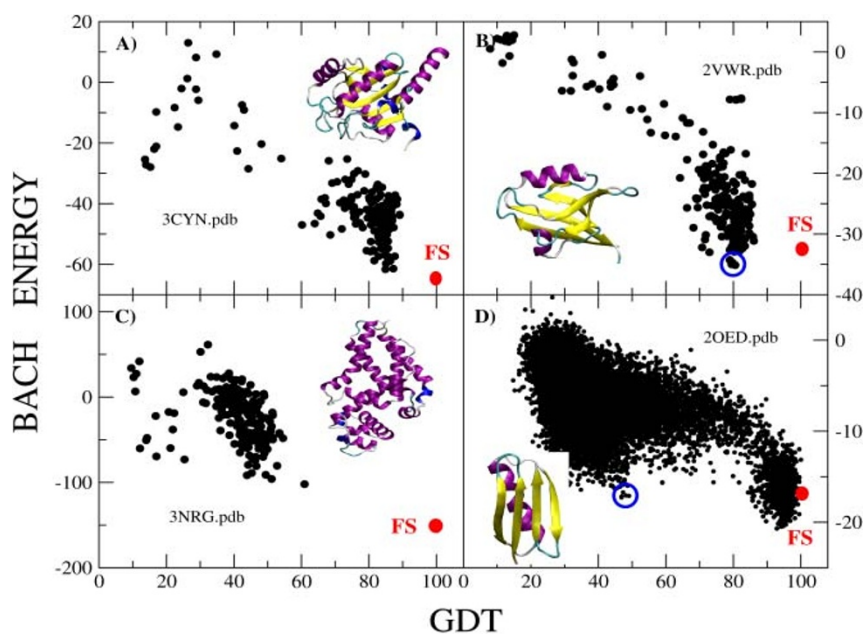 A)
3CYN.pdb
FS
20
0
-20
-40
-60
B)
2VWR.pdb
FS
0
-10
-20
-30
-40
C)
3NRG.pdb
FS
100
0
-100
-200
0 20 40 60 80 100
D)
2OED.pdb
FS
0
-10
-20
20 40 60 80 100
BACH ENERGY
GDT